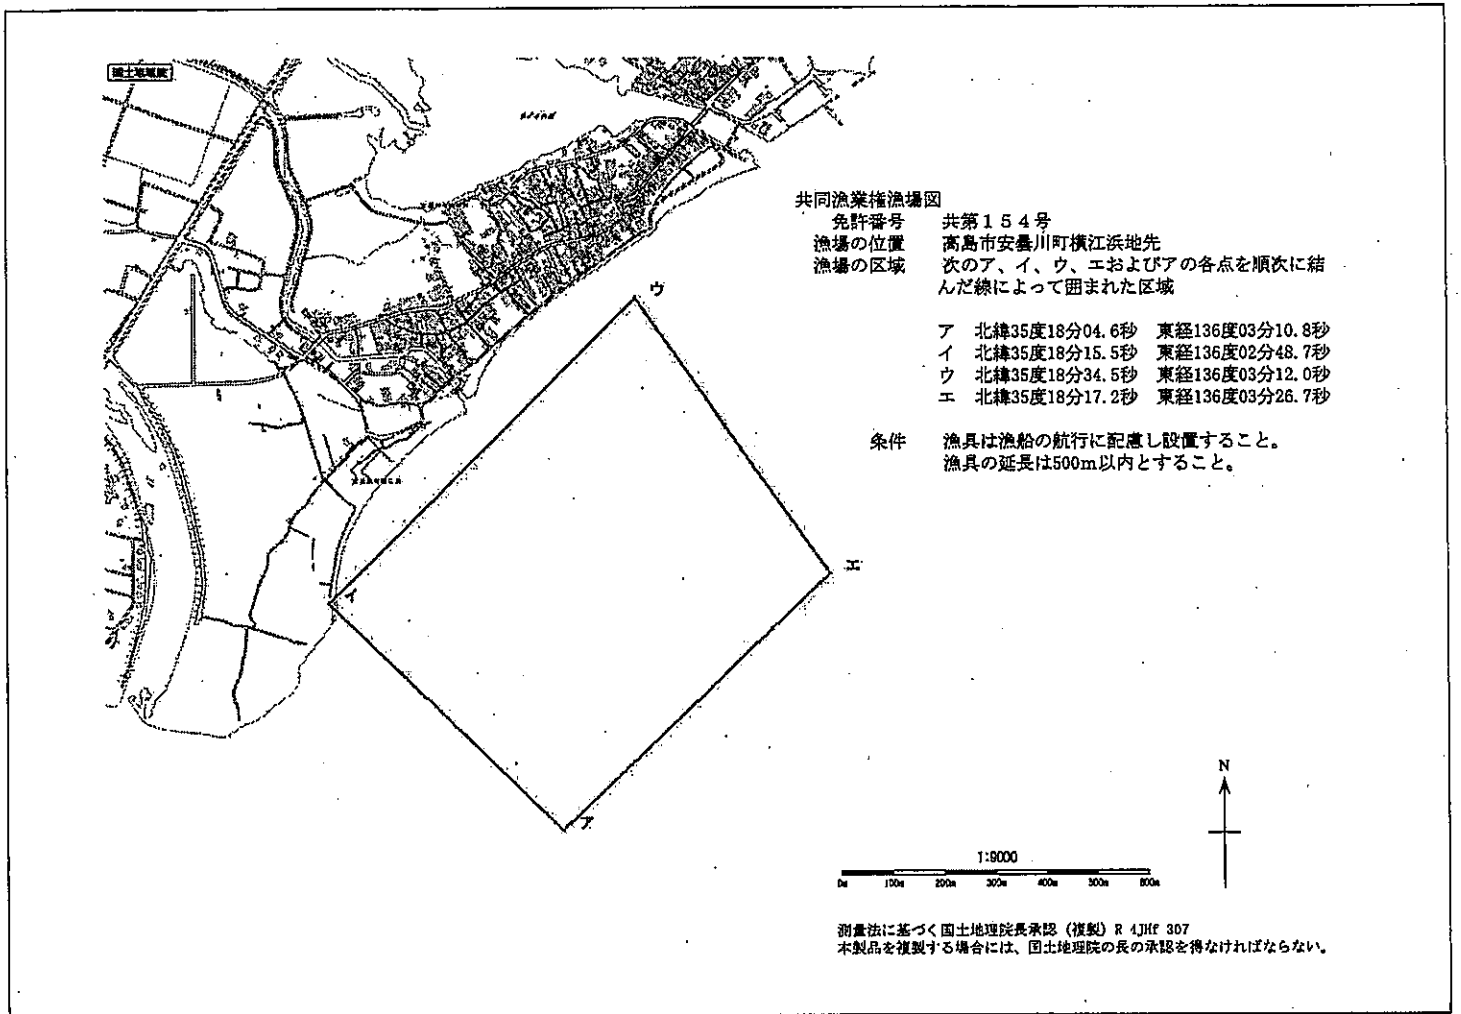 国土地理院
共同漁業権漁場図
免許番号 共第154号
漁場の位置 高島市安曇川町横江浜地先
漁場の区域 次のア、イ、ウ、エおよびアの各点を順次に結
んだ線によって囲まれた区域
ア 北緯35度18分04.6秒 東経136度03分10.8秒
イ 北緯35度18分15.5秒 東経136度02分48.7秒
ウ 北緯35度18分34.5秒 東経136度03分12.0秒
エ 北緯35度18分17.2秒 東経136度03分26.7秒
条件 漁具は漁船の航行に配慮し設置すること。
漁具の延長は500m以内とすること。
ウ
エ
イ
ア
N
1:9000
0m 100m 200m 300m 400m 500m 600m
測量法に基づく国土地理院長承認（複製）R 4JHf 307
本製品を複製する場合には、国土地理院の長の承認を得なければならない。